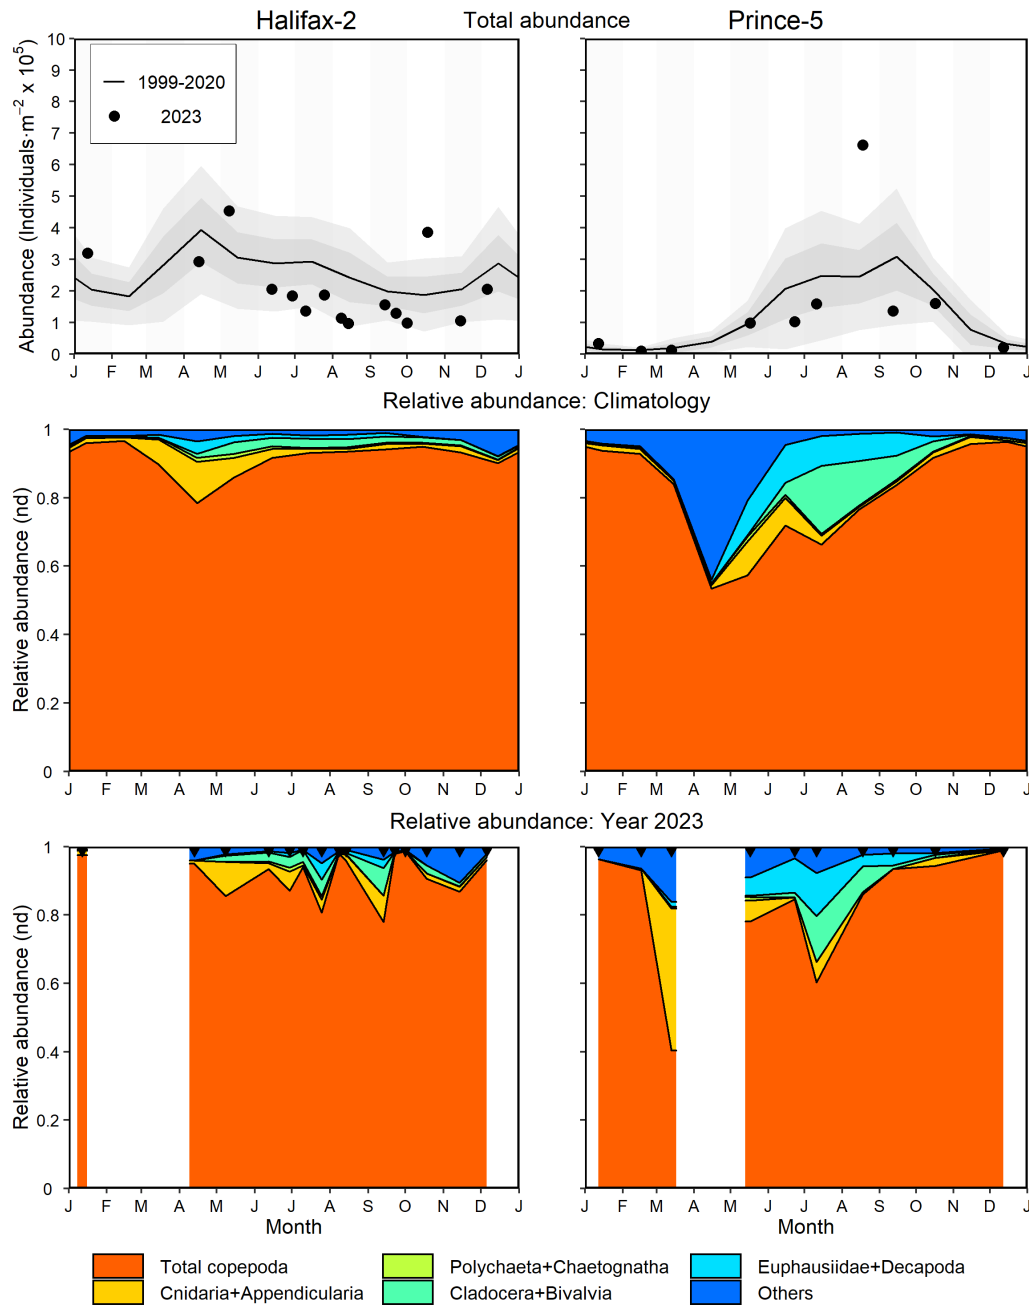 Halifax-2 Total abundance Prince-5
Abundance (Individuals·m⁻² x 10⁵)
10
9
8
7
6
5
4
3
2
1
0
1999-2020
2023
J F M A M J J A S O N D J
J F M A M J J A S O N D J
Relative abundance: Climatology
Relative abundance (nd)
1
0.8
0.6
0.4
0.2
0
J F M A M J J A S O N D J
J F M A M J J A S O N D J
Relative abundance: Year 2023
Relative abundance (nd)
1
0.8
0.6
0.4
0.2
0
J F M A M J J A S O N D J
J F M A M J J A S O N D J
Month Month
Total copepoda Polychaeta+Chaetognatha Euphausiidae+Decapoda
Cnidaria+Appendicularia Cladocera+Bivalvia Others